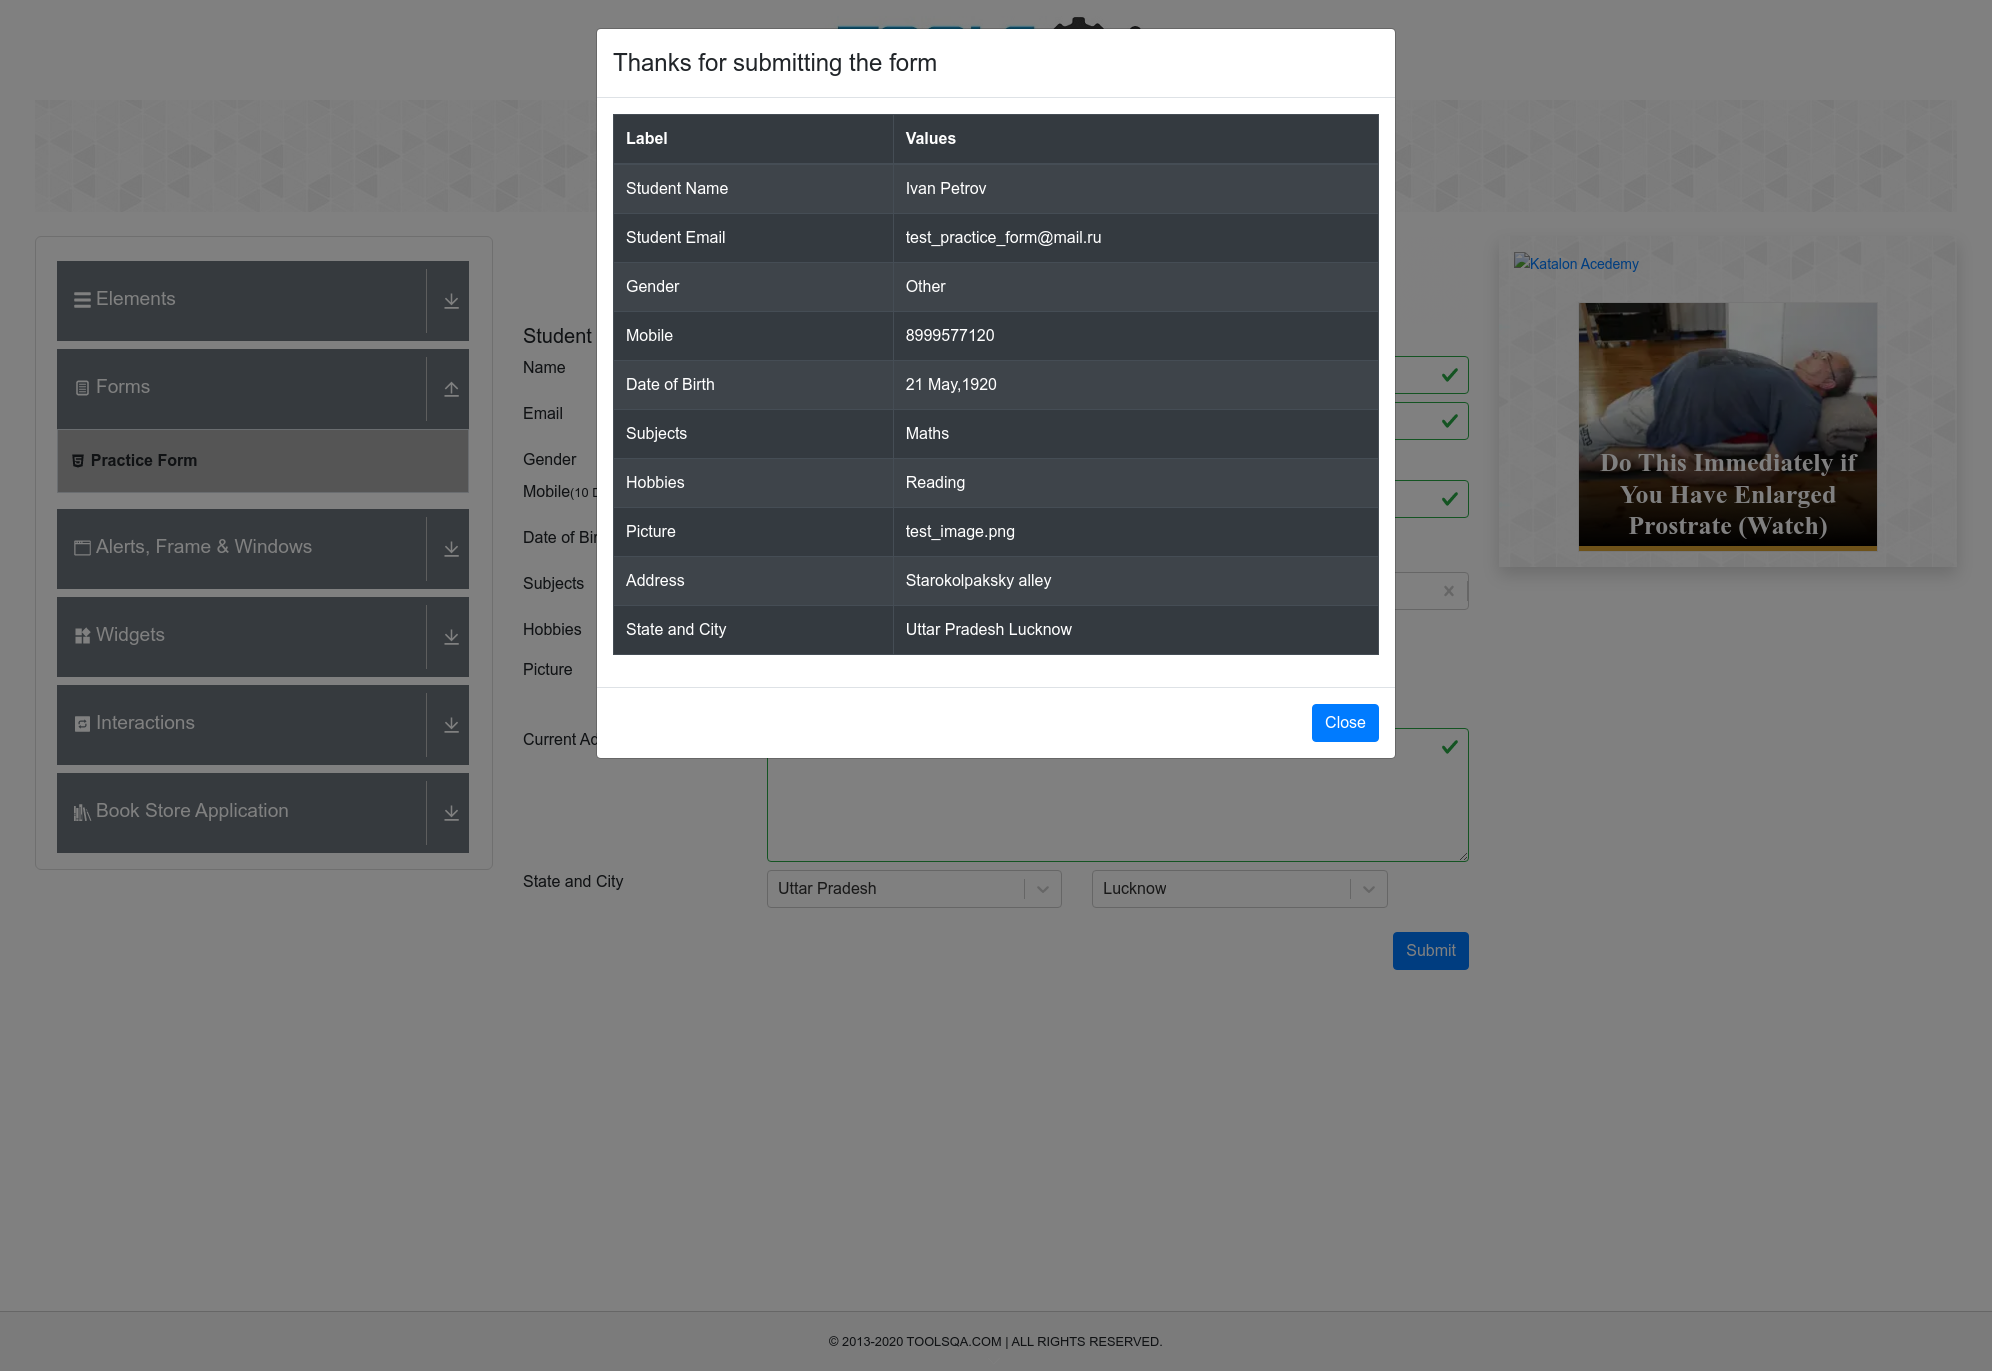 Thanks for submitting the form
Label Values
Student Name Ivan Petrov
Student Email test_practice_form@mail.ru
Gender Other
Mobile 8999577120
Date of Birth 21 May,1920
Subjects Maths
Hobbies Reading
Picture test_image.png
Address Starokolpaksky alley
State and City Uttar Pradesh Lucknow
Close
Elements
Forms
Practice Form
Alerts, Frame & Windows
Widgets
Interactions
Book Store Application
Student
Name
Email
Gender
Mobile(10 D
Date of Bir
Subjects
Hobbies
Picture
Current Ad
State and City Uttar Pradesh Lucknow
Submit
Katalon Acedemy
Do This Immediately if
You Have Enlarged
Prostrate (Watch)
© 2013-2020 TOOLSQA.COM | ALL RIGHTS RESERVED.